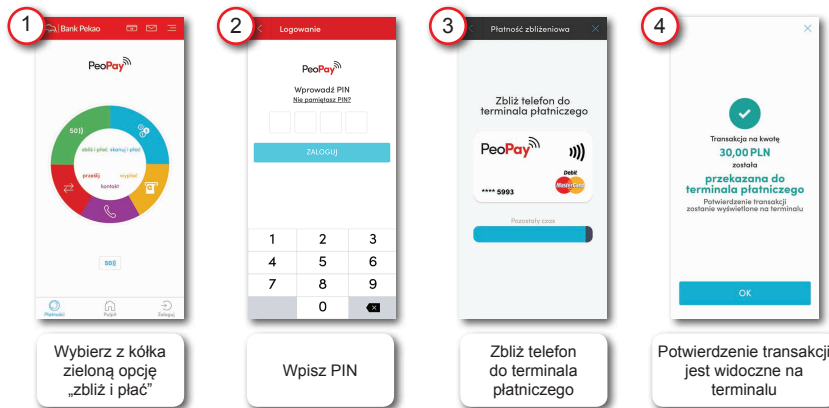 1
Bank Pekao
PeoPay
50))
zbliż i płać skanuj i płać
prześlij wypłać
kontakt
50))
Płatności Pulpit Zaloguj
Wybierz z kółka
zieloną opcję
„zbliż i płać”
2
Logowanie
PeoPay
Wprowadź PIN
Nie pamiętasz PIN?
ZALOGUJ
1 2 3
4 5 6
7 8 9
0
Wpisz PIN
3
Płatność zbliżeniowa
Zbliż telefon do
terminala płatniczego
PeoPay
Debit
MasterCard
**** 5993
Pozostały czas
Zbliż telefon
do terminala
płatniczego
4
Transakcja na kwotę
30,00 PLN
została
przekazana do
terminala płatniczego
Potwierdzenie transakcji
zostanie wyświetlone na terminalu
OK
Potwierdzenie transakcji
jest widoczne na
terminalu